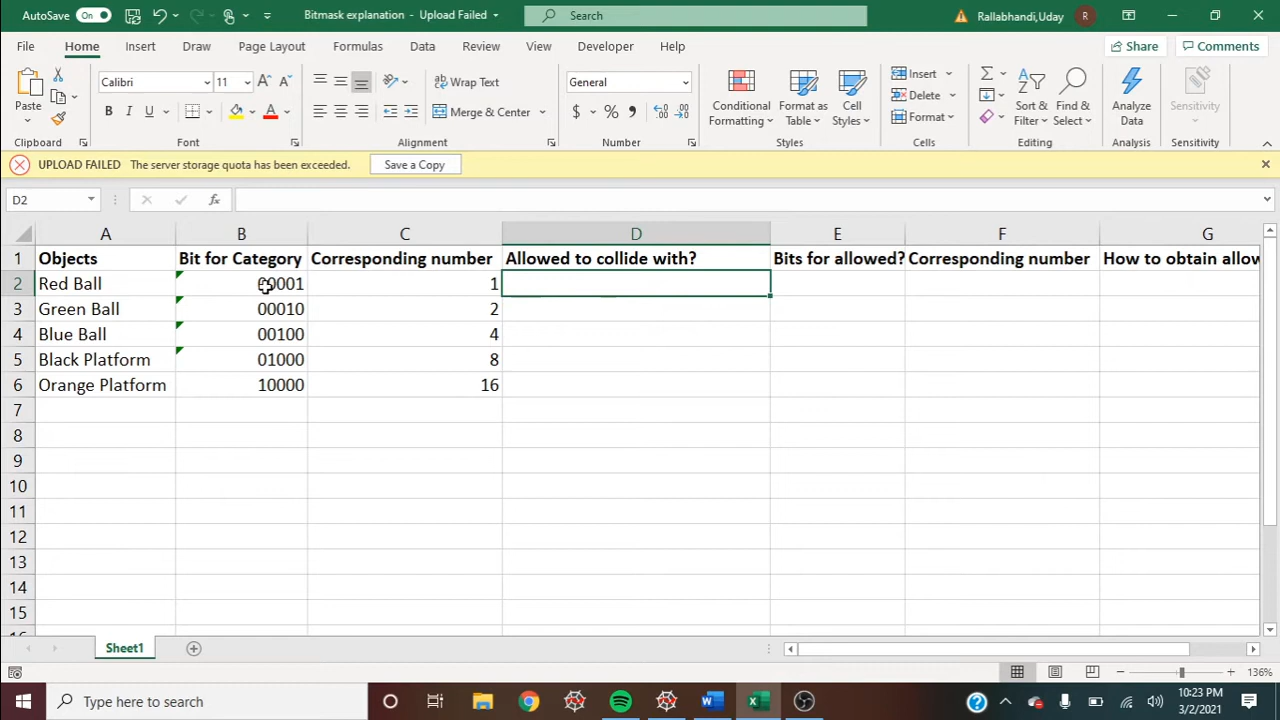 AutoSave On Bitmask explanation - Upload Failed Search Rallabhandi,Uday R
File Home Insert Draw Page Layout Formulas Data Review View Developer Help Share Comments
Paste Calibri 11 Wrap Text General Conditional Formatting Format as Table Cell Styles Insert Sort & Filter Find & Select Analyze Data Sensitivity
B I U A Merge & Center $ % Delete
Format
Clipboard Font Alignment Number Styles Cells Editing Analysis Sensitivity
UPLOAD FAILED The server storage quota has been exceeded. Save a Copy
D2 fx
A B C D E F G
1 Objects Bit for Category Corresponding number Allowed to collide with? Bits for allowed? Corresponding number How to obtain allow
2 Red Ball 00001 1
3 Green Ball 00010 2
4 Blue Ball 00100 4
5 Black Platform 01000 8
6 Orange Platform 10000 16
7
8
9
10
11
12
13
14
15
Sheet1
136%
Type here to search 10:23 PM
3/2/2021